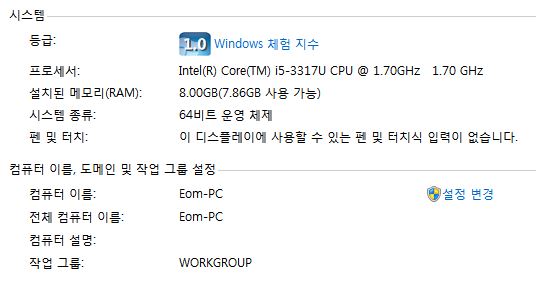 시스템
등급: 1.0 Windows 체험 지수
프로세서: Intel(R) Core(TM) i5-3317U CPU @ 1.70GHz 1.70 GHz
설치된 메모리(RAM): 8.00GB(7.86GB 사용 가능)
시스템 종류: 64비트 운영 체제
펜 및 터치: 이 디스플레이에 사용할 수 있는 펜 및 터치식 입력이 없습니다.
컴퓨터 이름, 도메인 및 작업 그룹 설정
컴퓨터 이름: Eom-PC 설정 변경
전체 컴퓨터 이름: Eom-PC
컴퓨터 설명:
작업 그룹: WORKGROUP